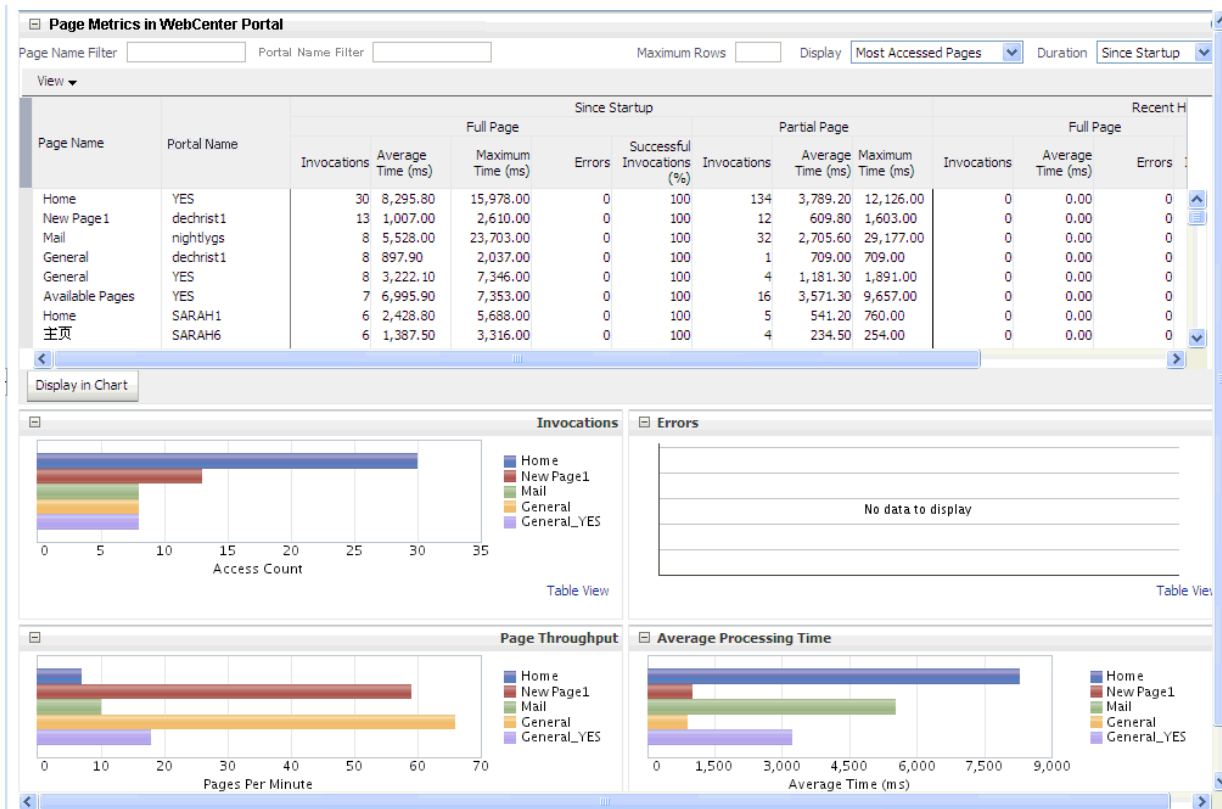 Page Metrics in WebCenter Portal
Page Name Filter Portal Name Filter Maximum Rows Display Most Accessed Pages Duration Since Startup
View
Since Startup Recent H
Full Page Partial Page Full Page
Page Name Portal Name Invocations Average Time (ms) Maximum Time (ms) Errors Successful Invocations (%) Invocations Average Time (ms) Maximum Time (ms) Invocations Average Time (ms) Errors
Home YES 30 8,295.80 15,978.00 0 100 134 3,789.20 12,126.00 0 0.00 0
New Page1 dechrist1 13 1,007.00 2,610.00 0 100 12 609.80 1,603.00 0 0.00 0
Mail nightlygs 8 5,528.00 23,703.00 0 100 32 2,705.60 29,177.00 0 0.00 0
General dechrist1 8 897.90 2,037.00 0 100 1 709.00 709.00 0 0.00 0
General YES 8 3,222.10 7,346.00 0 100 4 1,181.30 1,891.00 0 0.00 0
Available Pages YES 7 6,995.90 7,353.00 0 100 16 3,571.30 9,657.00 0 0.00 0
Home SARAH1 6 2,428.80 5,688.00 0 100 5 541.20 760.00 0 0.00 0
主页 SARAH6 6 1,387.50 3,316.00 0 100 4 234.50 254.00 0 0.00 0
Display in Chart
Invocations
Home
New Page1
Mail
General
General_YES
0 5 10 15 20 25 30 35
Access Count
Table View
Errors
No data to display
Table View
Page Throughput
Home
New Page1
Mail
General
General_YES
0 10 20 30 40 50 60 70
Pages Per Minute
Average Processing Time
Home
New Page1
Mail
General
General_YES
0 1,500 3,000 4,500 6,000 7,500 9,000
Average Time (ms)